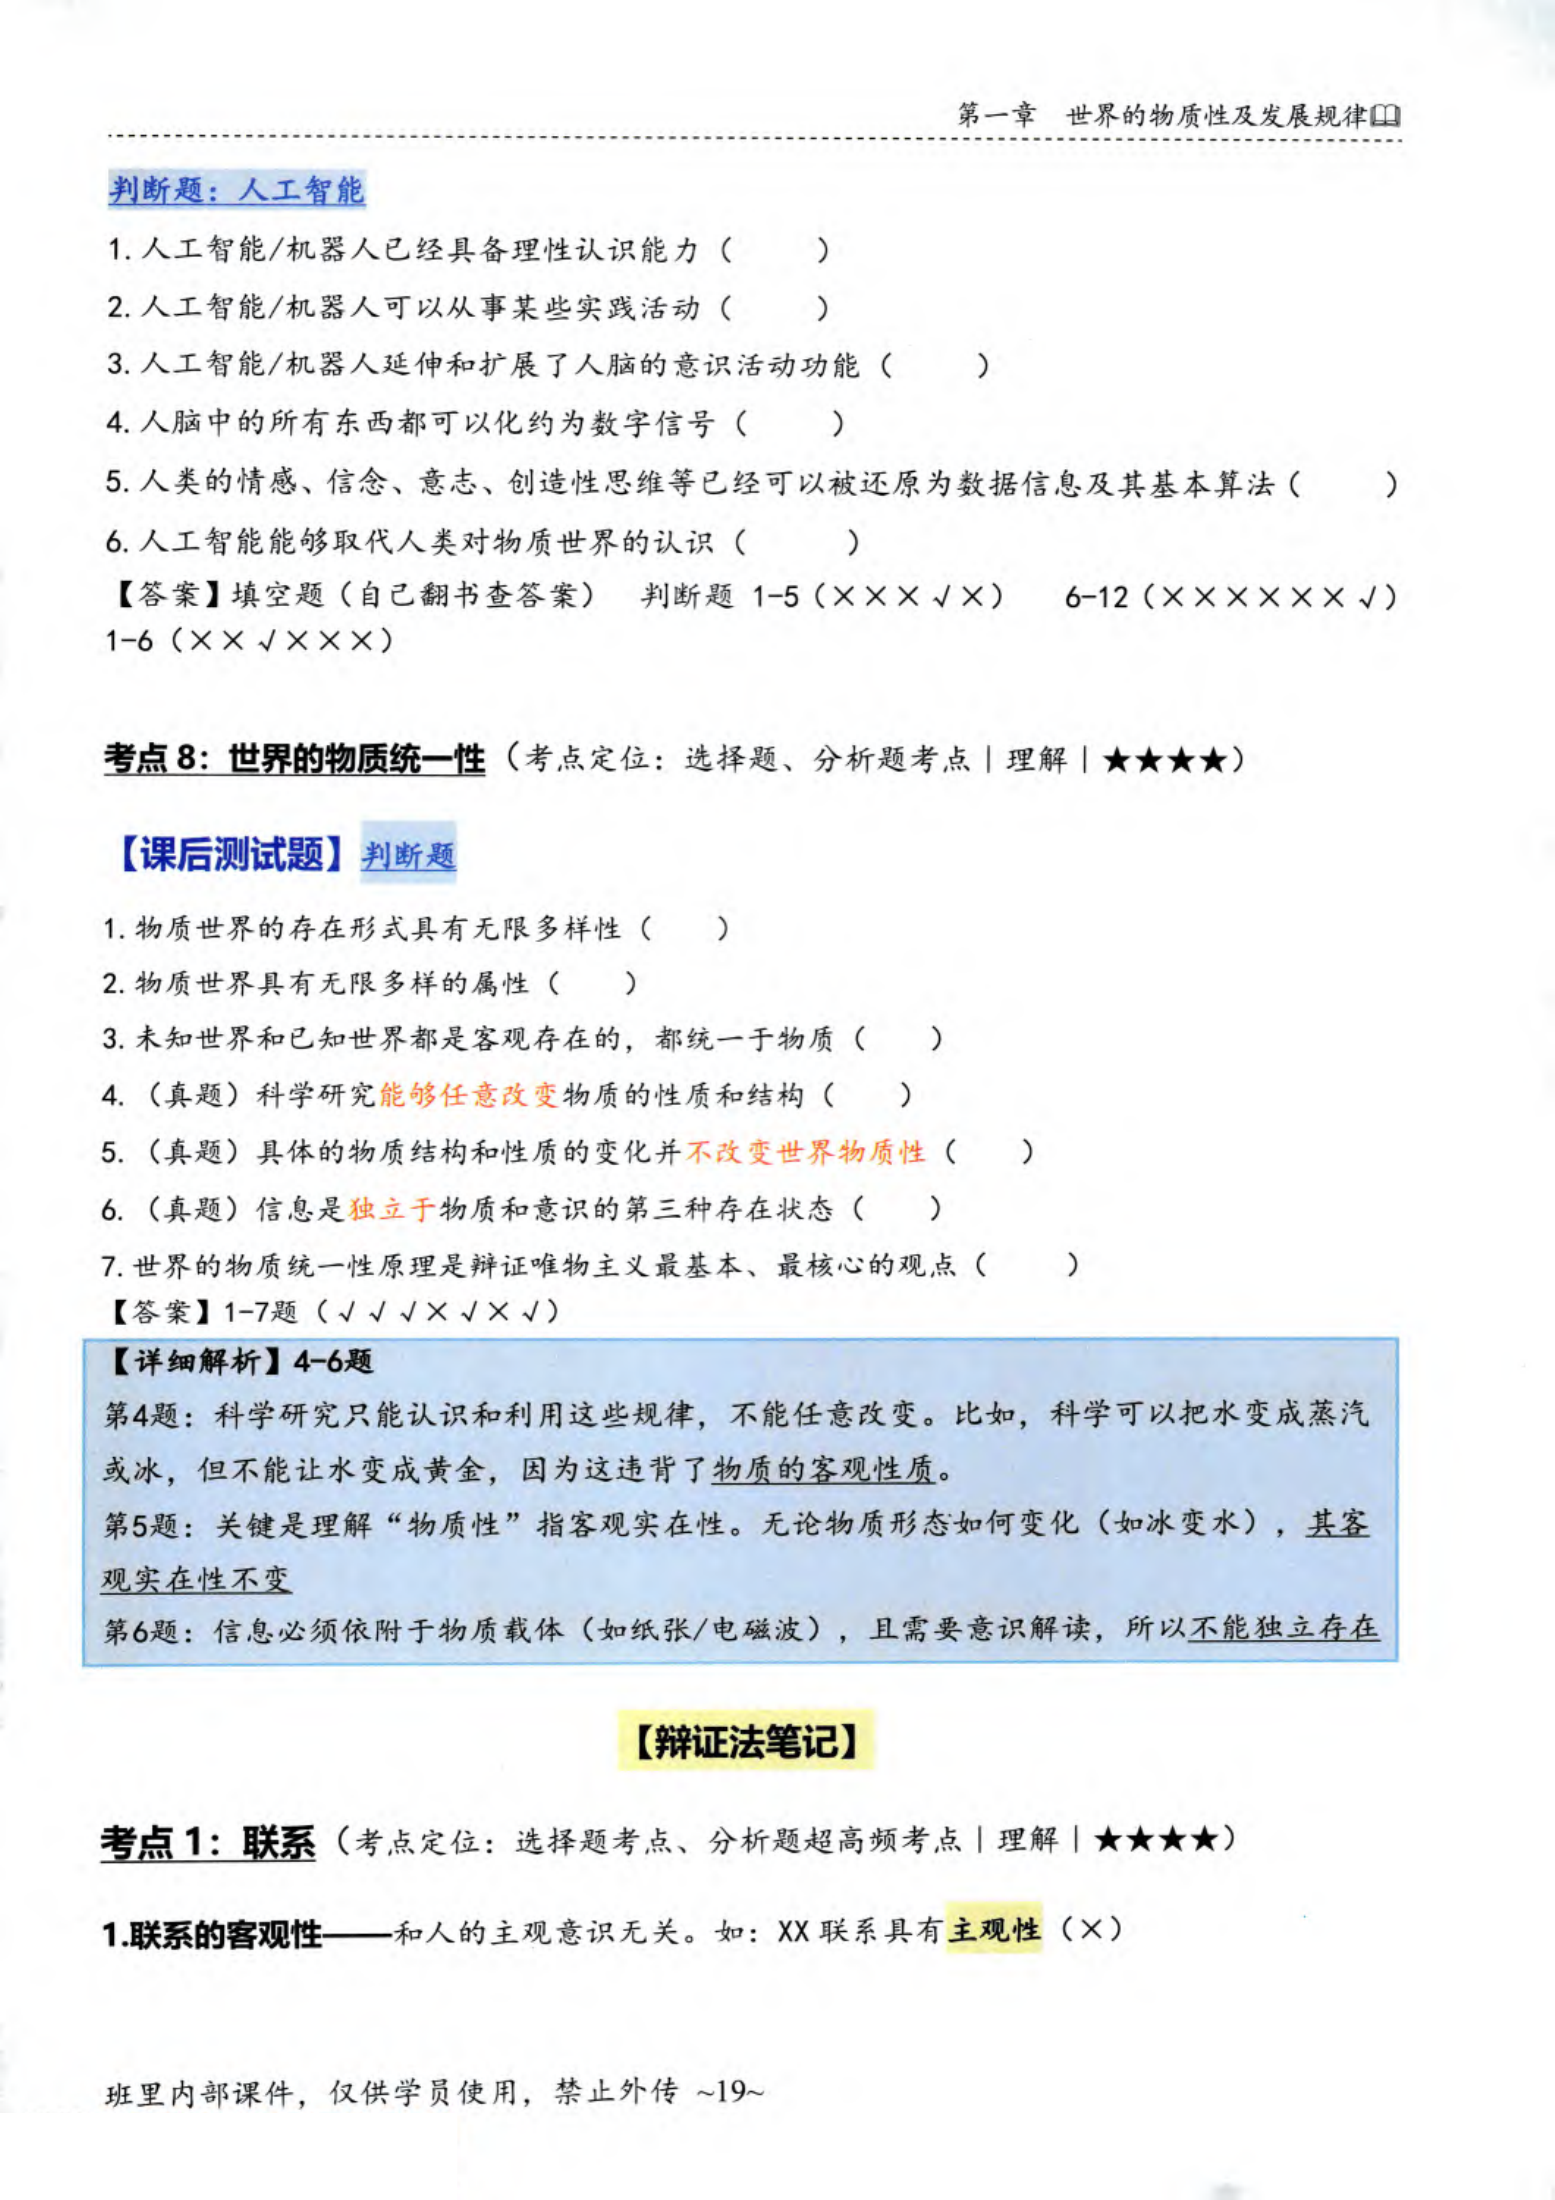 第一章 世界的物质性及发展规律
判断题：人工智能
1.人工智能/机器人已经具备理性认识能力（ ）
2.人工智能/机器人可以从事某些实践活动（ ）
3.人工智能/机器人延伸和扩展了人脑的意识活动功能（ ）
4.人脑中的所有东西都可以化约为数字信号（ ）
5.人类的情感、信念、意志、创造性思维等已经可以被还原为数据信息及其基本算法（ ）
6.人工智能能够取代人类对物质世界的认识（ ）
【答案】填空题（自己翻书查答案） 判断题 1-5（×××√×） 6-12（××××××√）
1-6（××√×××）
考点 8：世界的物质统一性（考点定位：选择题、分析题考点｜理解｜★★★★）
【课后测试题】判断题
1.物质世界的存在形式具有无限多样性（ ）
2.物质世界具有无限多样的属性（ ）
3.未知世界和已知世界都是客观存在的，都统一于物质（ ）
4.（真题）科学研究能够任意改变物质的性质和结构（ ）
5.（真题）具体的物质结构和性质的变化并不改变世界物质性（ ）
6.（真题）信息是独立于物质和意识的第三种存在状态（ ）
7.世界的物质统一性原理是辩证唯物主义最基本、最核心的观点（ ）
【答案】1-7题（√√√×√×√）
【详细解析】4-6题
第4题：科学研究只能认识和利用这些规律，不能任意改变。比如，科学可以把水变成蒸汽
或冰，但不能让水变成黄金，因为这违背了物质的客观性质。
第5题：关键是理解“物质性”指客观实在性。无论物质形态如何变化（如冰变水），其客
观实在性不变
第6题：信息必须依附于物质载体（如纸张/电磁波），且需要意识解读，所以不能独立存在
【辩证法笔记】
考点 1：联系（考点定位：选择题考点、分析题超高频考点｜理解｜★★★★）
1.联系的客观性——和人的主观意识无关。如：XX 联系具有主观性（×）
班里内部课件，仅供学员使用，禁止外传 ~19~